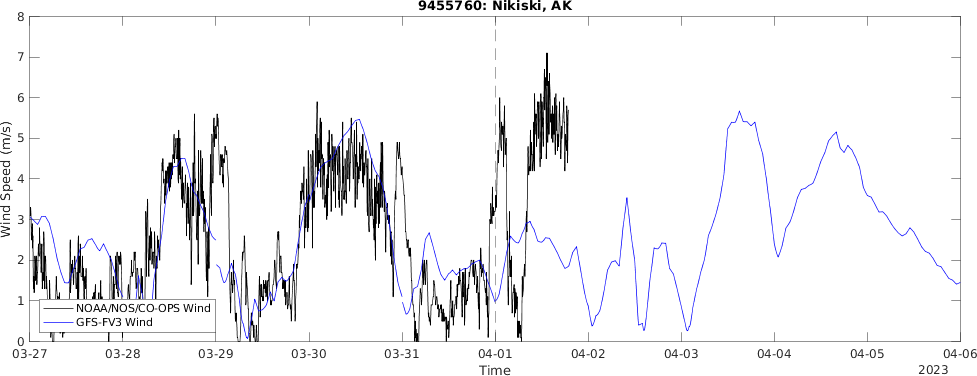 9455760: Nikiski, AK
8
7
6
5
4
3
2
1
0
Wind Speed (m/s)
NOAA/NOS/CO-OPS Wind
GFS-FV3 Wind
03-27 03-28 03-29 03-30 03-31 04-01 04-02 04-03 04-04 04-05 04-06
Time
2023